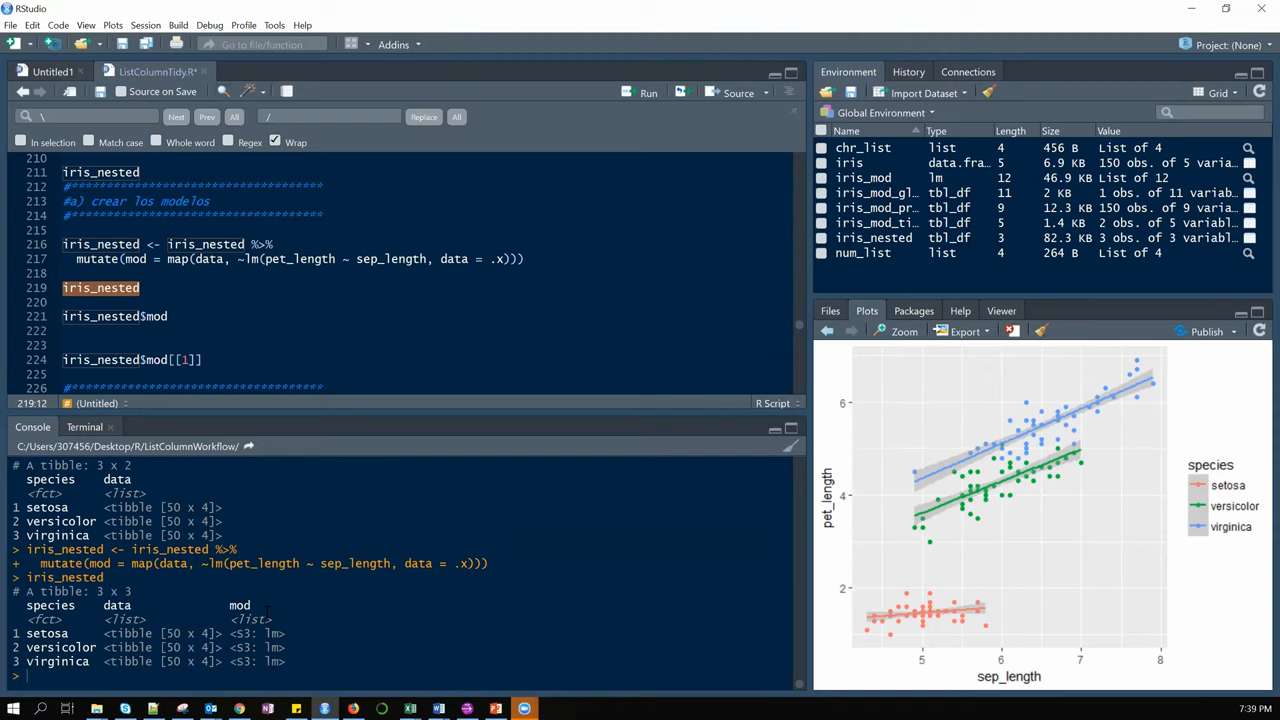 RStudio
File Edit Code View Plots Session Build Debug Profile Tools Help
Go to file/function Addins Project: (None)
Untitled1 ListColumnTidy.R*
Source on Save Run Source
\ Next Prev All / Replace All
In selection Match case Whole word Regex Wrap
210
211 iris_nested
212 #***********************************
213 #a) crear los modelos
214 #***********************************
215
216 iris_nested <- iris_nested %>%
217 mutate(mod = map(data, ~lm(pet_length ~ sep_length, data = .x)))
218
219 iris_nested
220
221 iris_nested$mod
222
223
224 iris_nested$mod[[1]]
225
226 #***********************************
219:12 (Untitled) R Script
Console Terminal
C:/Users/307456/Desktop/R/ListColumnWorkflow/
# A tibble: 3 x 2
species data
<fct> <list>
1 setosa <tibble [50 x 4]>
2 versicolor <tibble [50 x 4]>
3 virginica <tibble [50 x 4]>
> iris_nested <- iris_nested %>%
+ mutate(mod = map(data, ~lm(pet_length ~ sep_length, data = .x)))
> iris_nested
# A tibble: 3 x 3
species data mod
<fct> <list> <list>
1 setosa <tibble [50 x 4]> <S3: lm>
2 versicolor <tibble [50 x 4]> <S3: lm>
3 virginica <tibble [50 x 4]> <S3: lm>
>
Environment History Connections
Import Dataset Grid
Global Environment
Name Type Length Size Value
chr_list list 4 456 B List of 4
iris data.fra... 5 6.9 KB 150 obs. of 5 varia...
iris_mod lm 12 46.9 KB List of 12
iris_mod_gl... tbl_df 11 2 KB 1 obs. of 11 variab...
iris_mod_pr... tbl_df 9 12.3 KB 150 obs. of 9 varia...
iris_mod_ti... tbl_df 5 1.4 KB 2 obs. of 5 variabl...
iris_nested tbl_df 3 82.3 KB 3 obs. of 3 variabl...
num_list list 4 264 B List of 4
Files Plots Packages Help Viewer
Zoom Export Publish
6
4
2
pet_length
5 6 7 8
sep_length
species
setosa
versicolor
virginica
7:39 PM